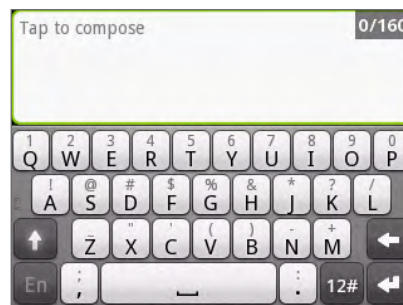 Tap to compose
0/160
1 2 3 4 5 6 7 8 9 0
Q W E R T Y U I O P
! @ # $ % & * ? /
A S D F G H J K L
_ " ' ( ) - +
Z X C V B N M
En ; , : . 12#